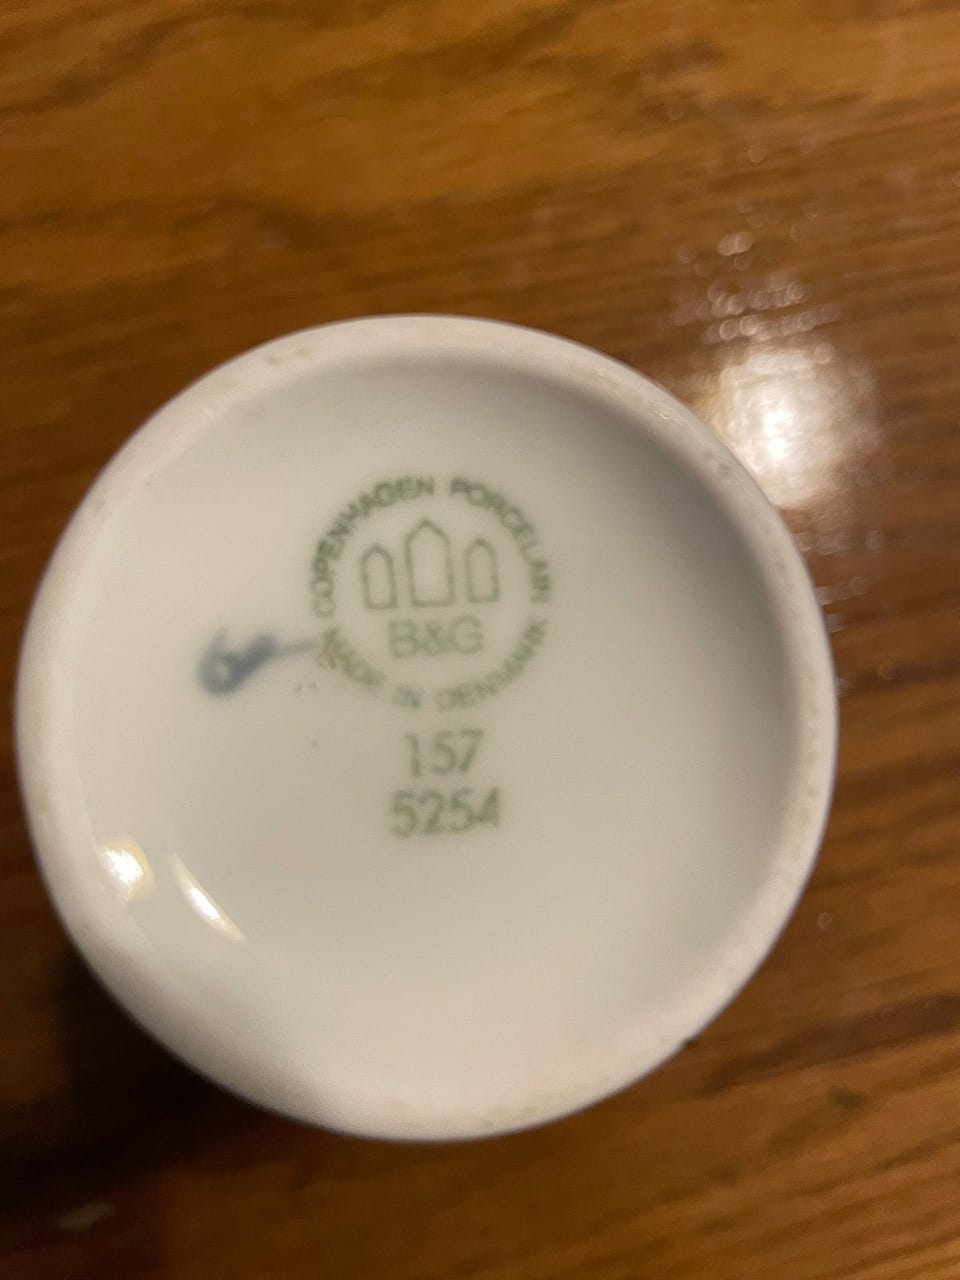 COPENHAGEN PORCELAIN
B&G
MADE IN DENMARK
157
5254